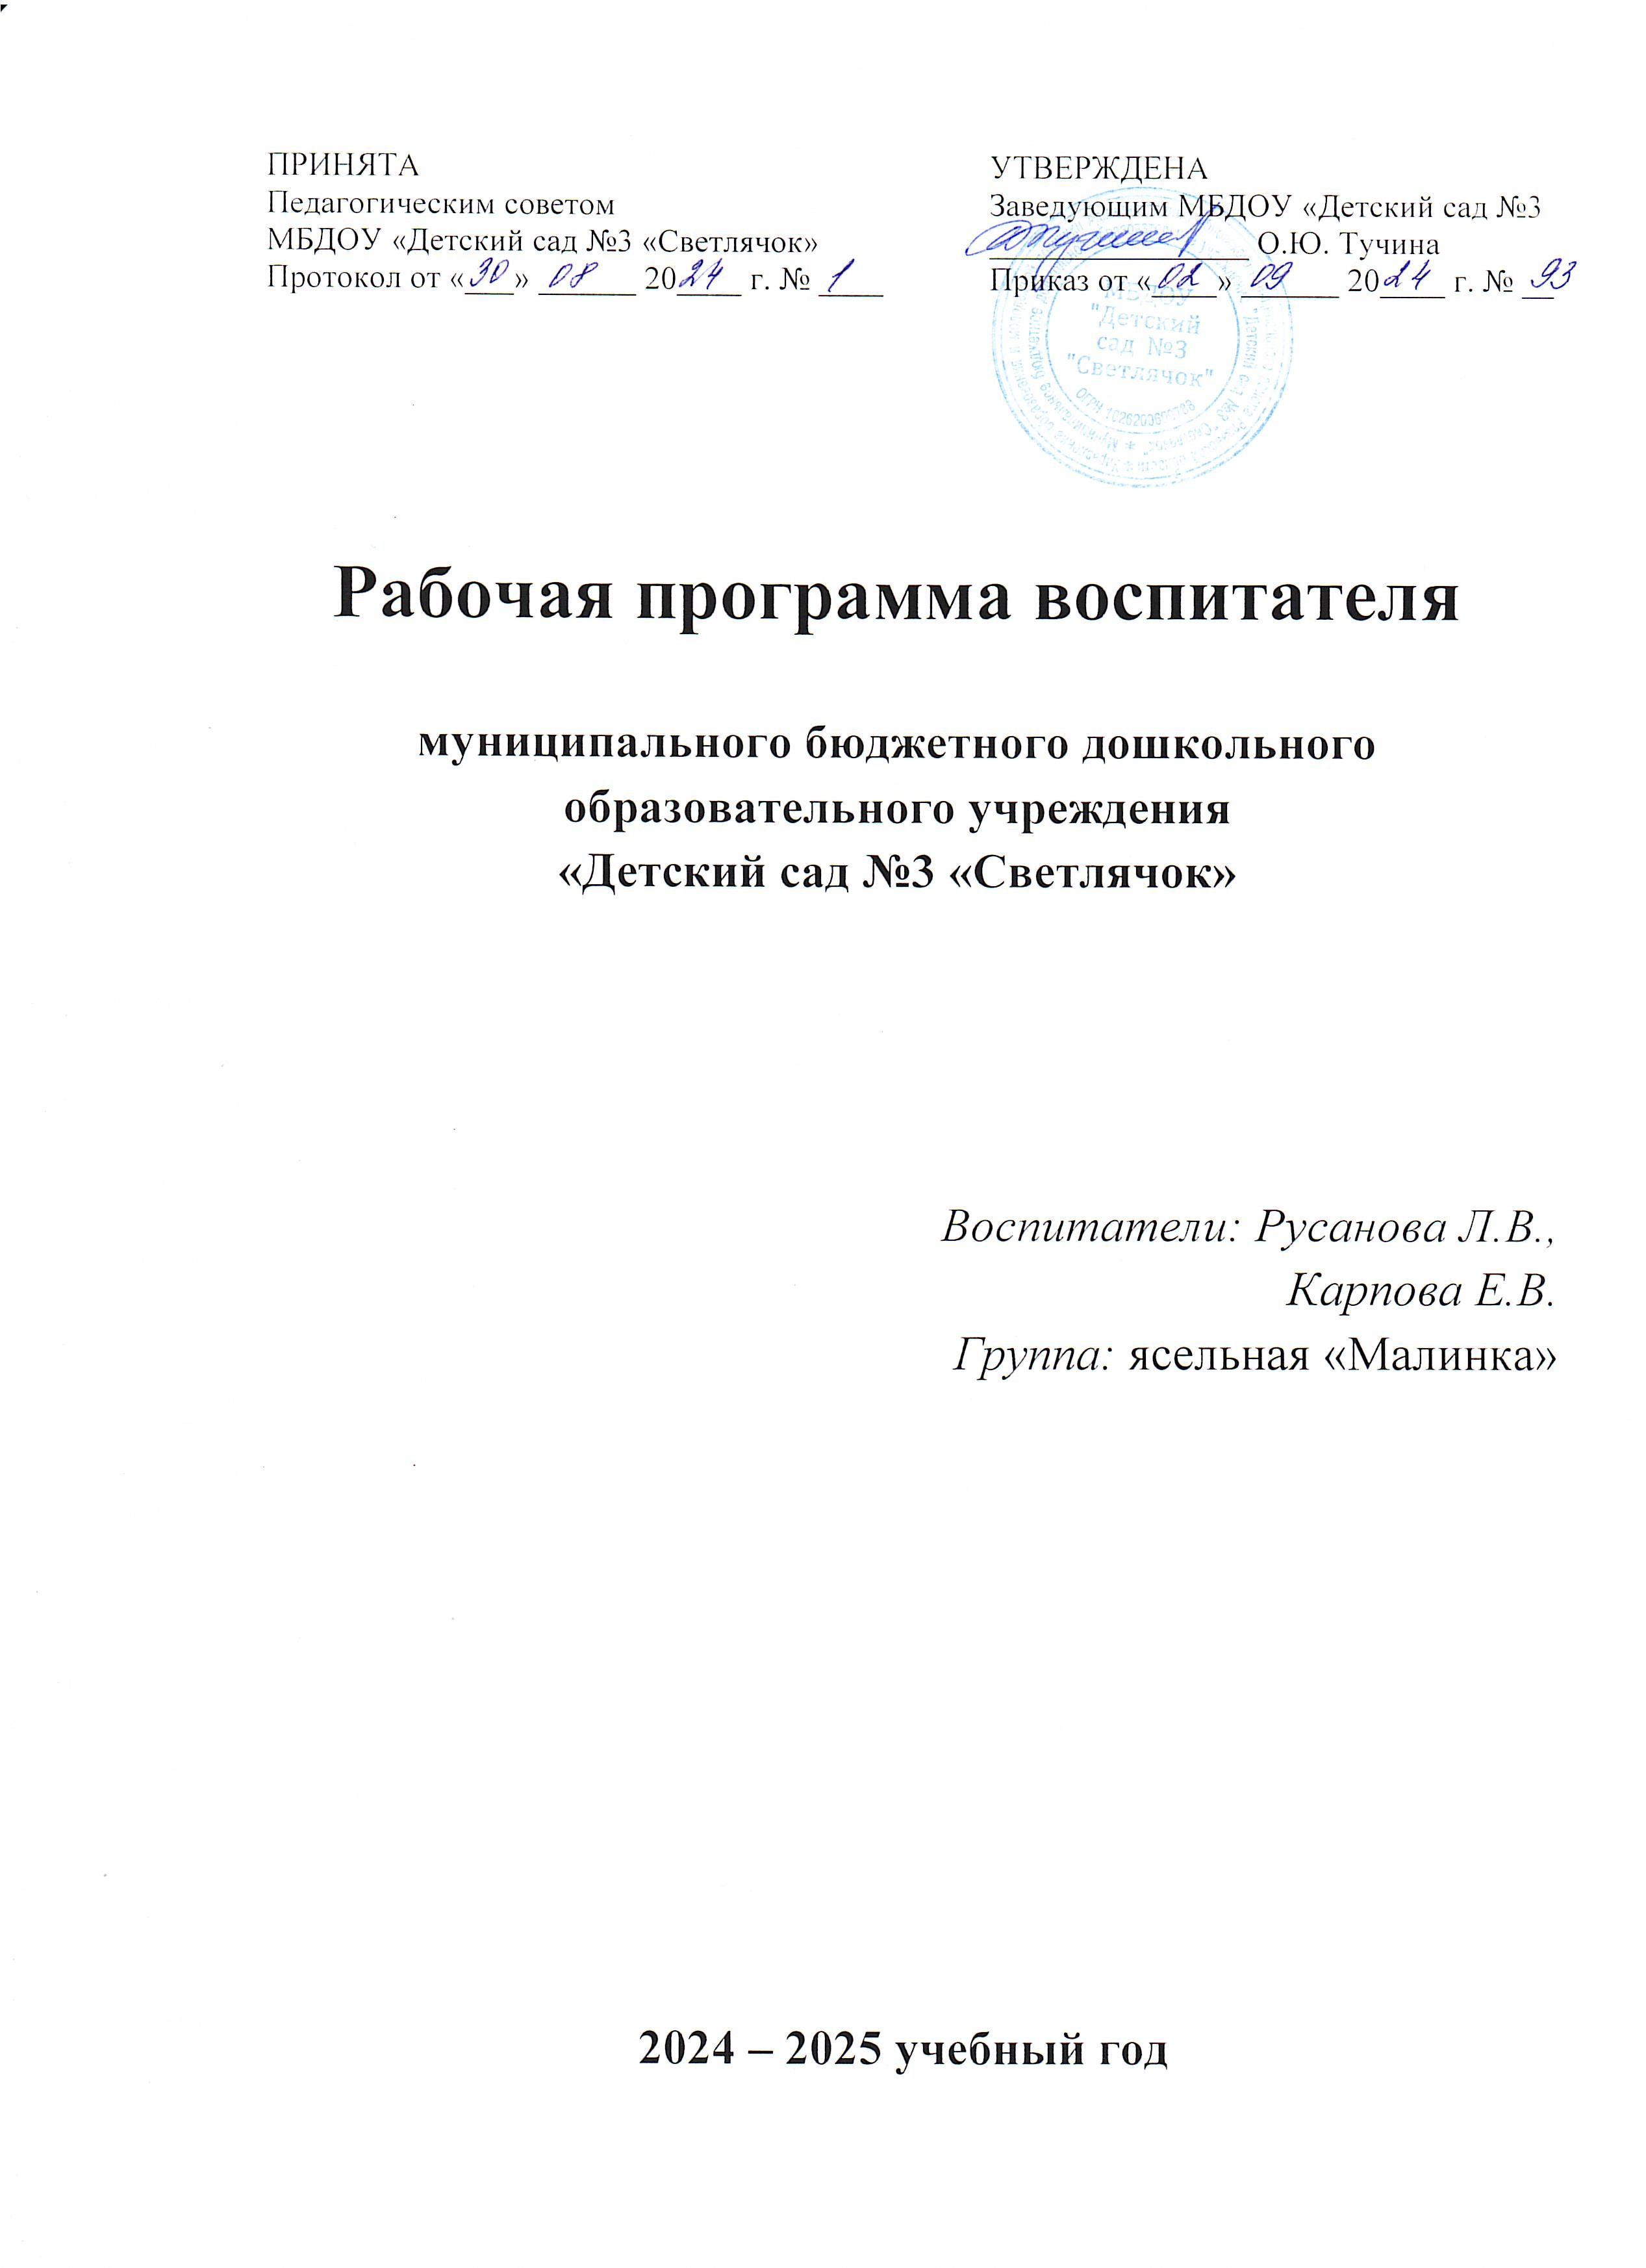 ПРИНЯТА
Педагогическим советом
МБДОУ «Детский сад №3 «Светлячок»
Протокол от «30» 08 2024 г. № 1
УТВЕРЖДЕНА
Заведующим МБДОУ «Детский сад №3
О.Ю. Тучина
Приказ от «02» 09 2024 г. № 93
МБДОУ
"Детский
сад №3
"Светлячок"
Рабочая программа воспитателя
муниципального бюджетного дошкольного
образовательного учреждения
«Детский сад №3 «Светлячок»
Воспитатели: Русанова Л.В.,
Карпова Е.В.
Группа: ясельная «Малинка»
2024 – 2025 учебный год